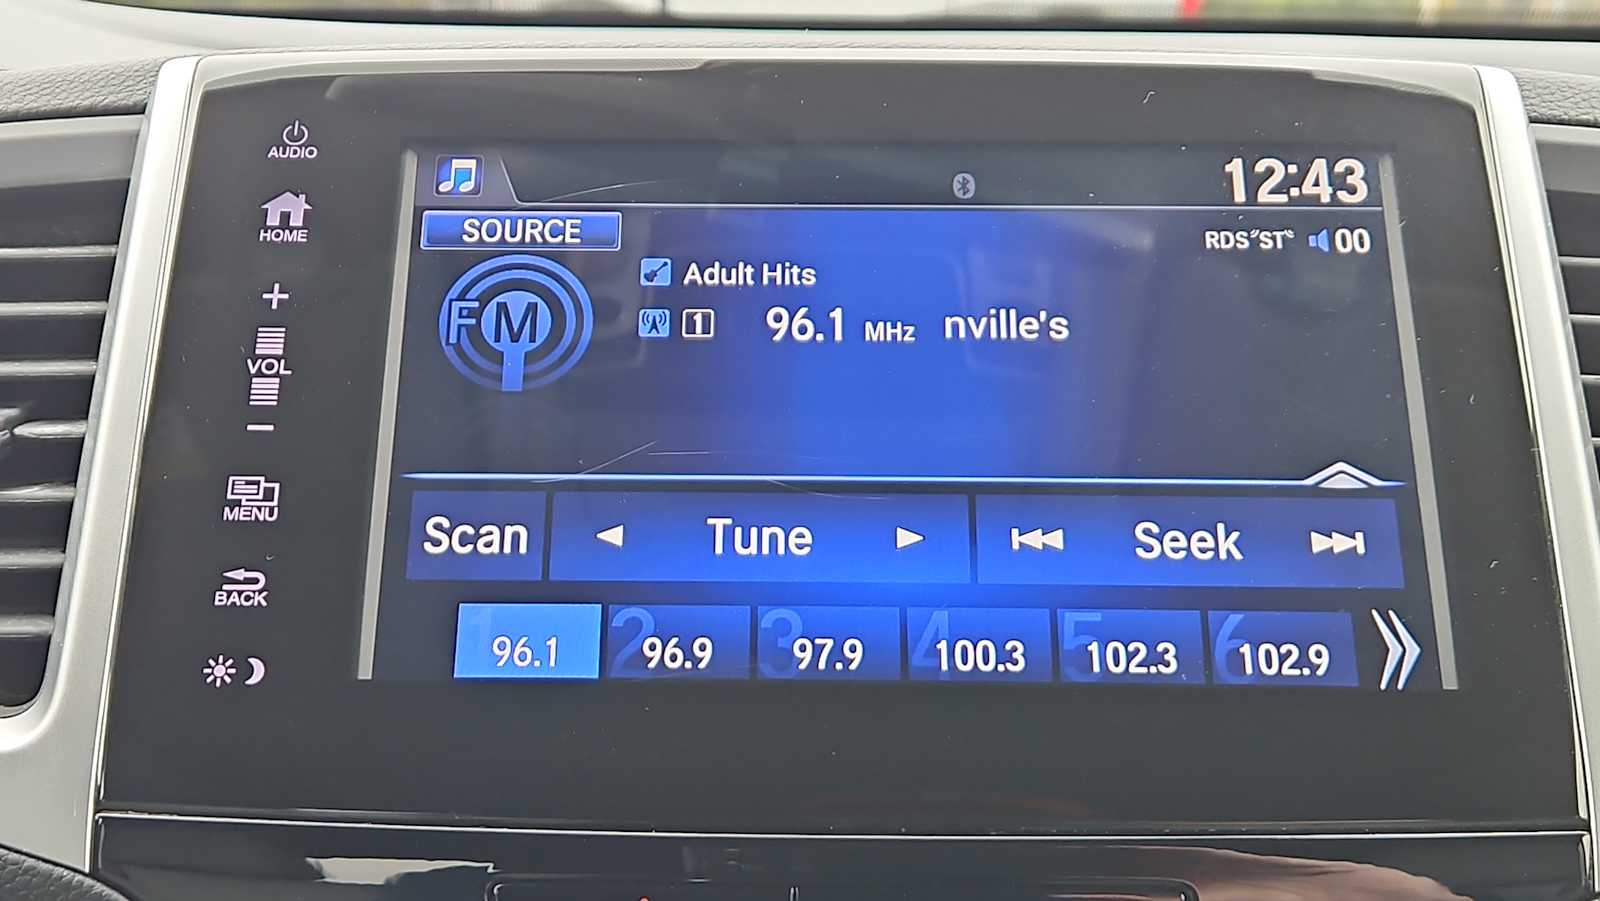 AUDIO
HOME
+
VOL
−
MENU
BACK
12:43
SOURCE
RDS ST 00
FM
Adult Hits
1 96.1 MHz nville's
Scan ◄ Tune ► Seek
1 96.1 2 96.9 3 97.9 4 100.3 5 102.3 6 102.9